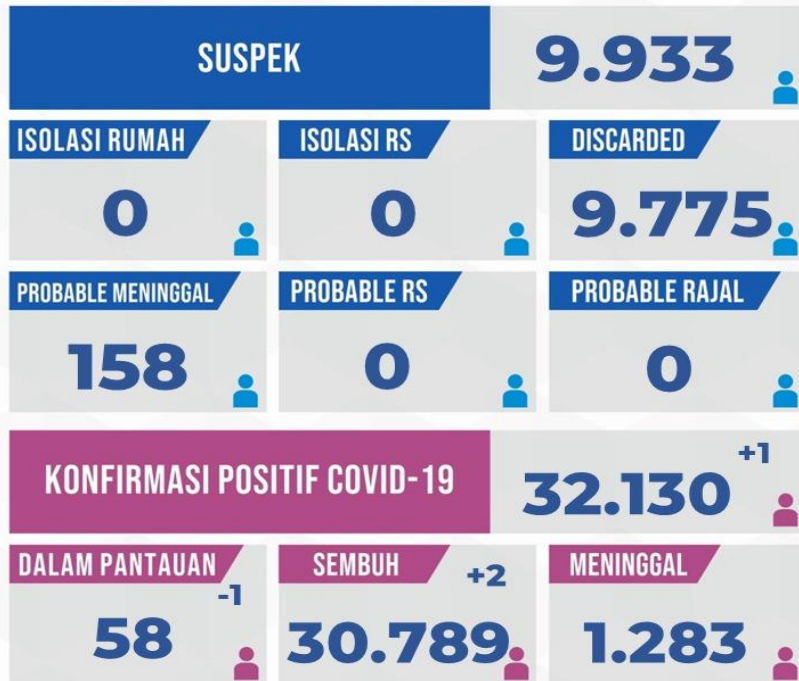 SUSPEK
9.933
ISOLASI RUMAH
0
ISOLASI RS
0
DISCARDED
9.775
PROBABLE MENINGGAL
158
PROBABLE RS
0
PROBABLE RAJAL
0
KONFIRMASI POSITIF COVID-19
32.130
+1
DALAM PANTAUAN
-1
58
SEMBUH
+2
30.789
MENINGGAL
1.283